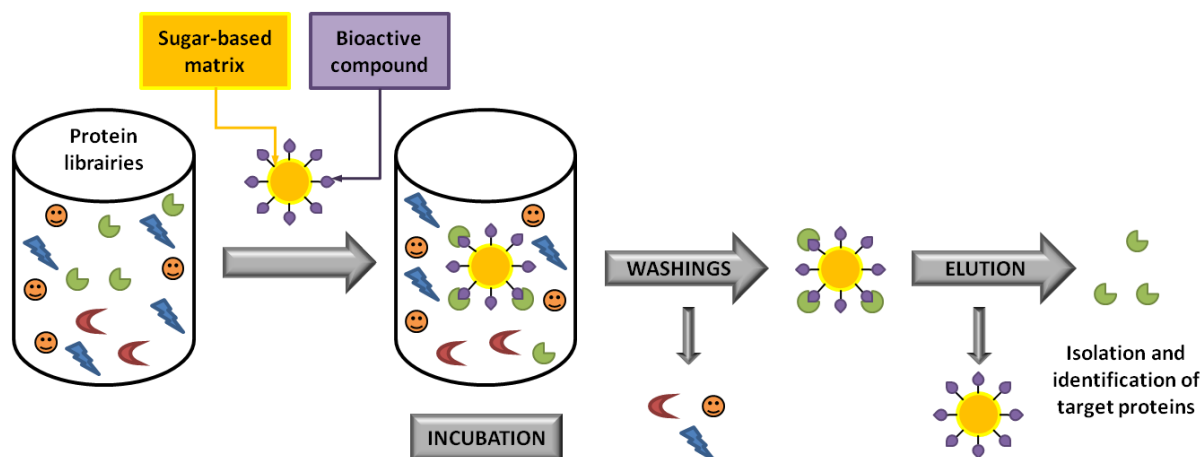 Sugar-based
matrix
Bioactive
compound
Protein
librairies
WASHINGS
ELUTION
Isolation and
identification of
target proteins
INCUBATION